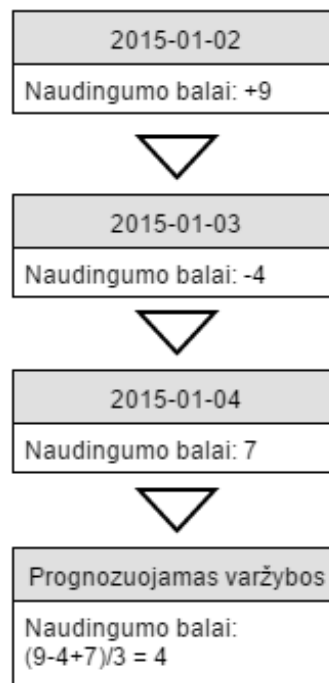 2015-01-02
Naudingumo balai: +9
2015-01-03
Naudingumo balai: -4
2015-01-04
Naudingumo balai: 7
Prognozuojamas varžybos
Naudingumo balai:
(9-4+7)/3 = 4